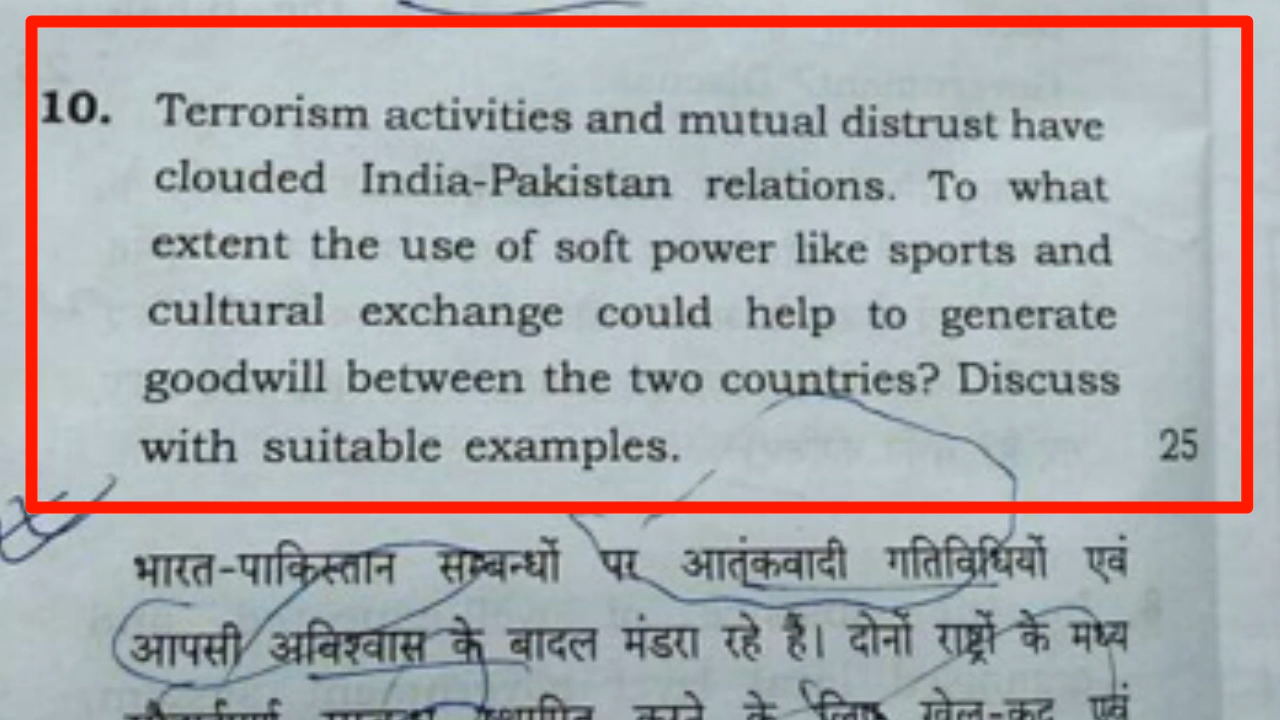 10. Terrorism activities and mutual distrust have
clouded India-Pakistan relations. To what
extent the use of soft power like sports and
cultural exchange could help to generate
goodwill between the two countries? Discuss
with suitable examples. 25
भारत-पाकिस्तान सम्बन्धों पर आतंकवादी गतिविधियों एवं
आपसी अविश्वास के बादल मंडरा रहे हैं। दोनों राष्ट्रों के मध्य
स्थापित करने के लिए खेल-कूद एवं